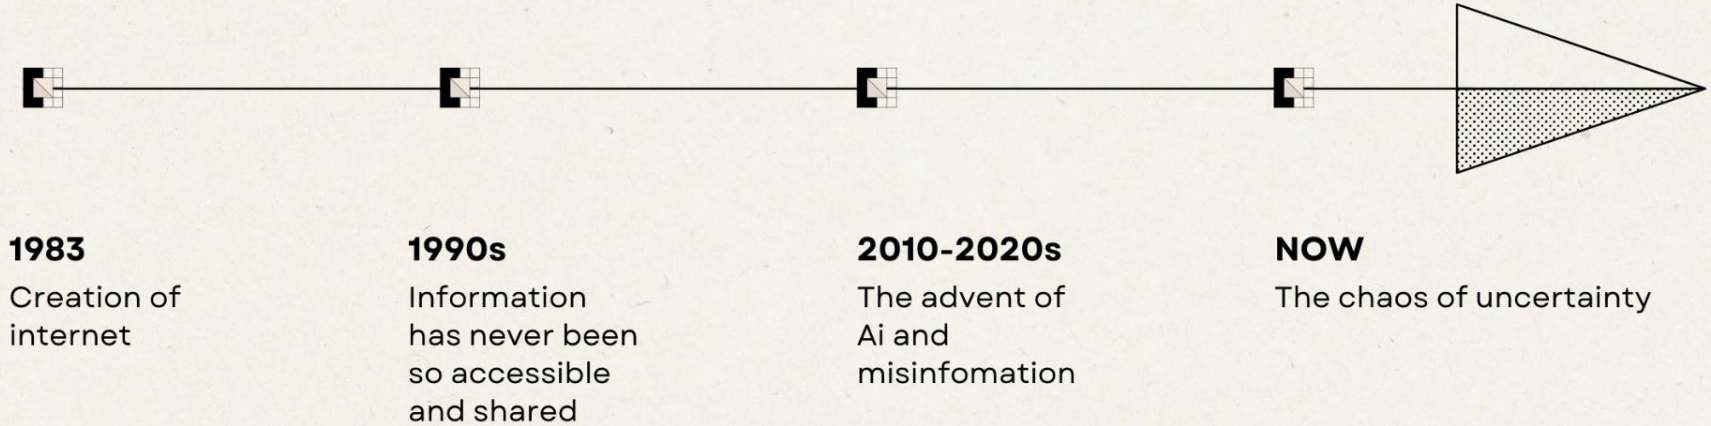 1983
Creation of
internet
1990s
Information
has never been
so accessible
and shared
2010-2020s
The advent of
Ai and
misinfomation
NOW
The chaos of uncertainty